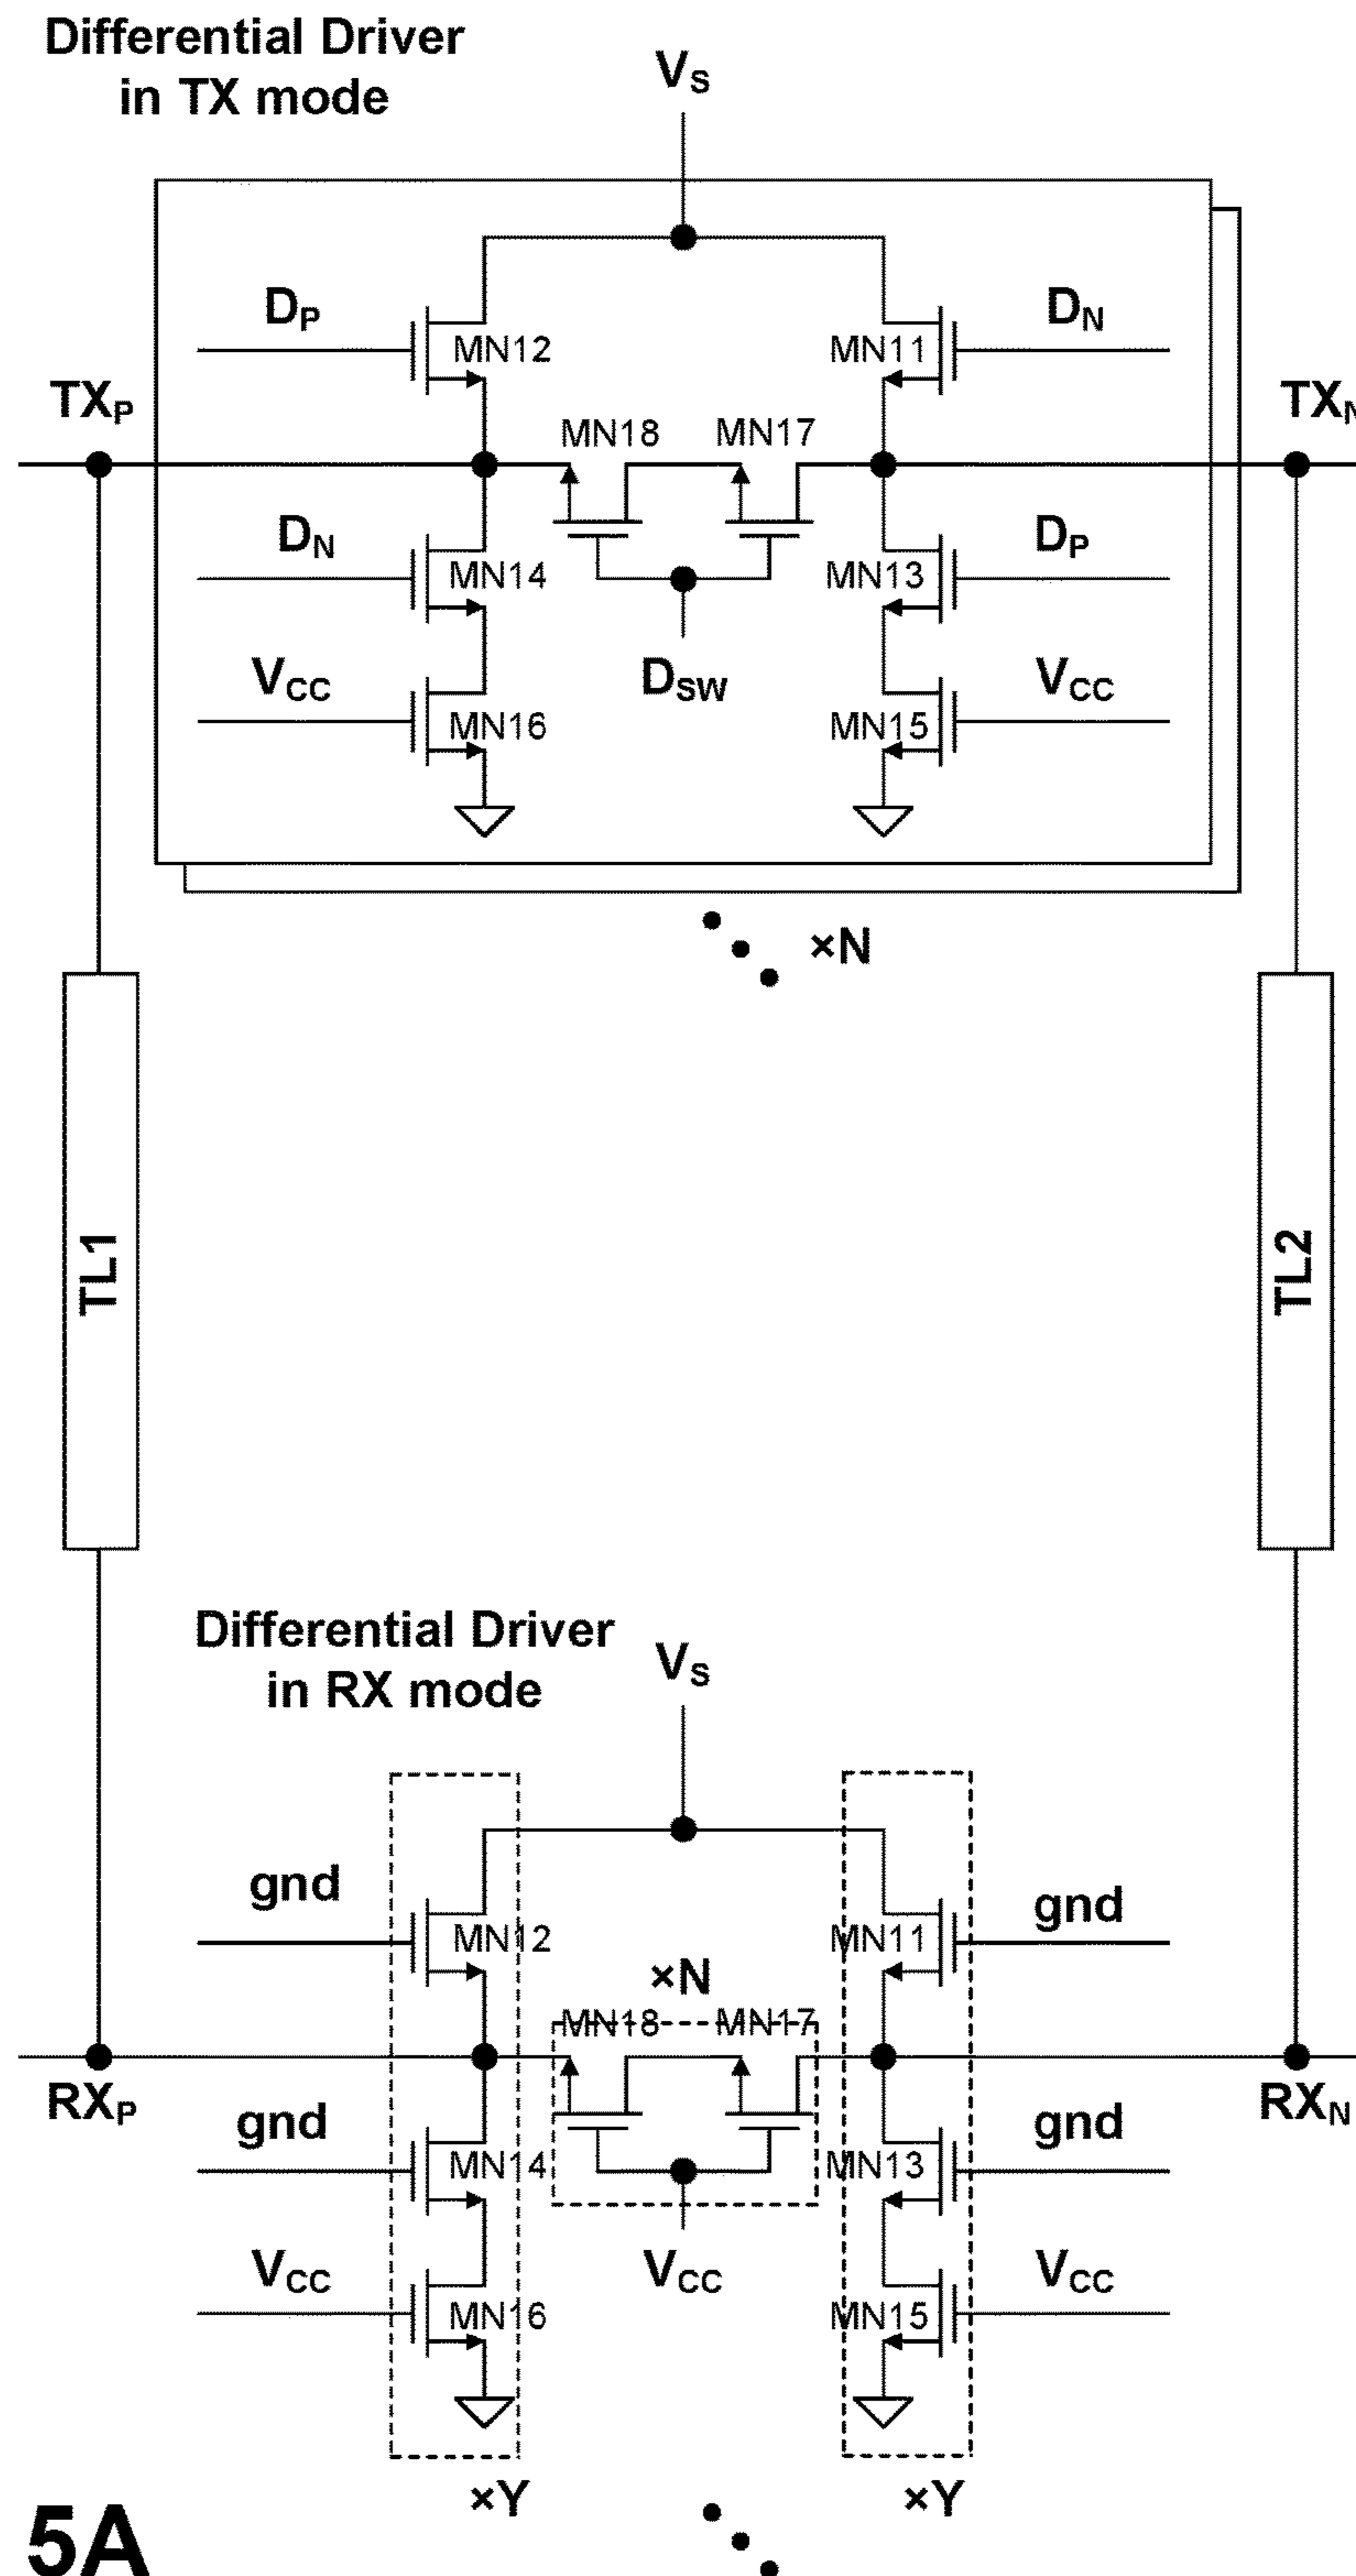 Differential Driver
in TX mode
VS
DP
DN
MN12
MN11
TXP
TXN
MN18
MN17
DN
DP
MN14
MN13
VCC
DSW
VCC
MN16
MN15
×N
TL1
TL2
Differential Driver
in RX mode
VS
gnd
gnd
MN12
MN11
×N
MN18
MN17
RXP
RXN
gnd
gnd
MN14
MN13
VCC
VCC
VCC
MN16
MN15
×Y
×Y
5A